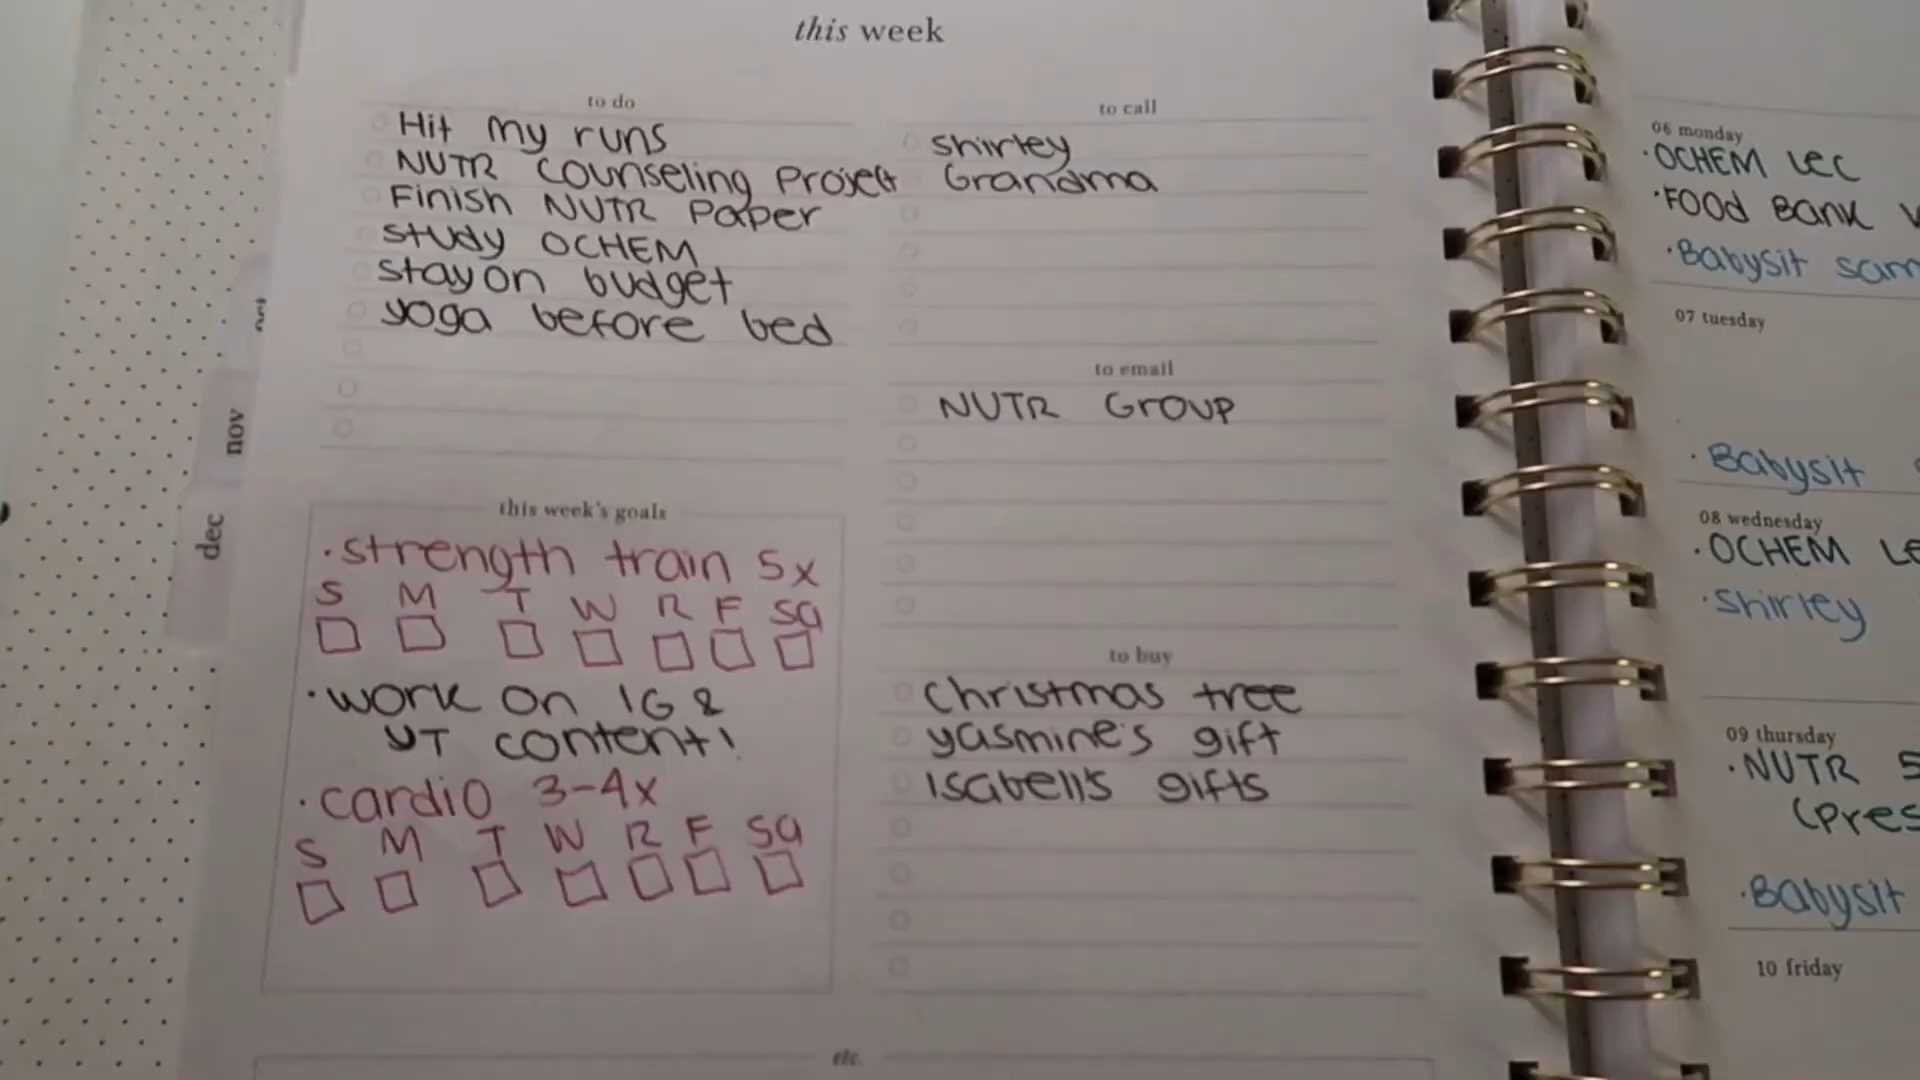 this week
to do
Hit my runs
NUTR Counseling Project
Finish NUTR Paper
study OCHEM
stay on budget
yoga before bed
to call
Shirley
Grandma
to email
NUTR Group
this week's goals
·strength train 5x
S M T W R F Sa
·work on IG &
YT content!
·cardio 3-4x
S M T W R F Sa
to buy
Christmas tree
yasmine's gift
Isabell's gifts
etc.
nov
dec
06 monday
·OCHEM Lec
·Food Bank
·Babysit
07 tuesday
·Babysit
08 wednesday
·OCHEM
·Shirley
09 thursday
·NUTR
·Babysit
10 friday